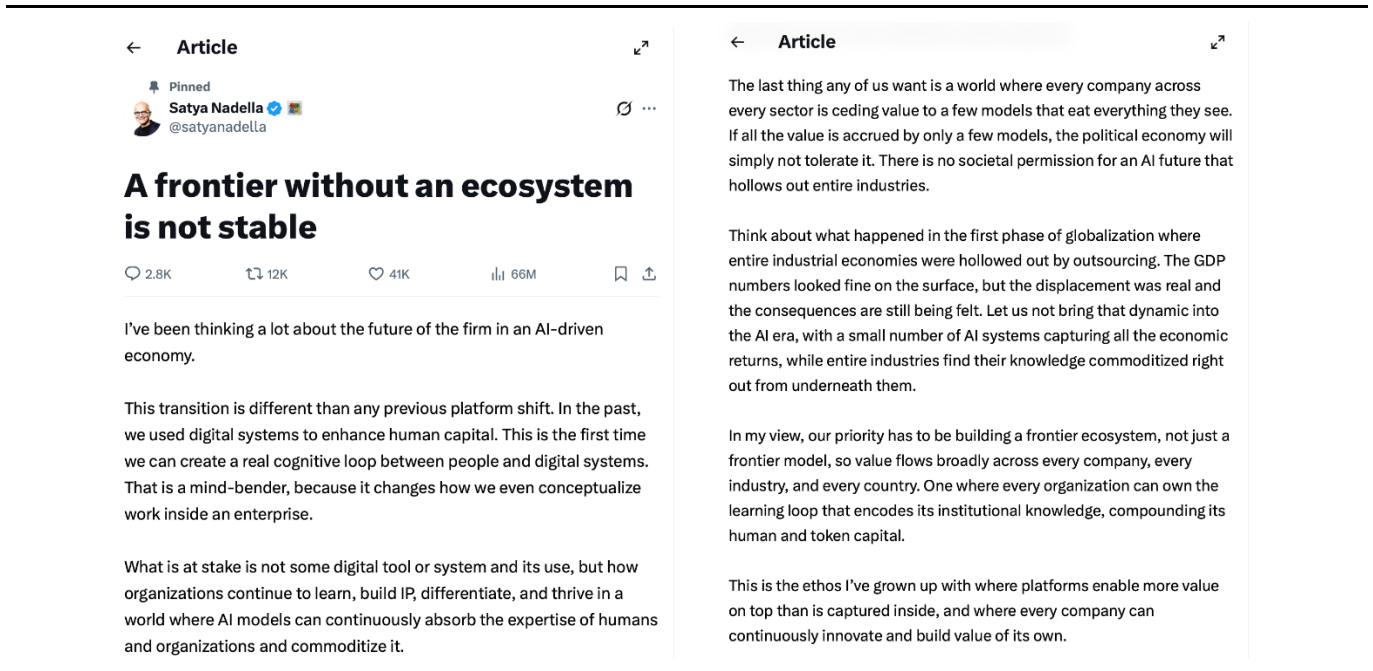 Article
Pinned
Satya Nadella
@satyanadella
A frontier without an ecosystem
is not stable
2.8K 12K 41K 66M
I've been thinking a lot about the future of the firm in an AI-driven
economy.
This transition is different than any previous platform shift. In the past,
we used digital systems to enhance human capital. This is the first time
we can create a real cognitive loop between people and digital systems.
That is a mind-bender, because it changes how we even conceptualize
work inside an enterprise.
What is at stake is not some digital tool or system and its use, but how
organizations continue to learn, build IP, differentiate, and thrive in a
world where AI models can continuously absorb the expertise of humans
and organizations and commoditize it.
Article
The last thing any of us want is a world where every company across
every sector is ceding value to a few models that eat everything they see.
If all the value is accrued by only a few models, the political economy will
simply not tolerate it. There is no societal permission for an AI future that
hollows out entire industries.
Think about what happened in the first phase of globalization where
entire industrial economies were hollowed out by outsourcing. The GDP
numbers looked fine on the surface, but the displacement was real and
the consequences are still being felt. Let us not bring that dynamic into
the AI era, with a small number of AI systems capturing all the economic
returns, while entire industries find their knowledge commoditized right
out from underneath them.
In my view, our priority has to be building a frontier ecosystem, not just a
frontier model, so value flows broadly across every company, every
industry, and every country. One where every organization can own the
learning loop that encodes its institutional knowledge, compounding its
human and token capital.
This is the ethos I've grown up with where platforms enable more value
on top than is captured inside, and where every company can
continuously innovate and build value of its own.